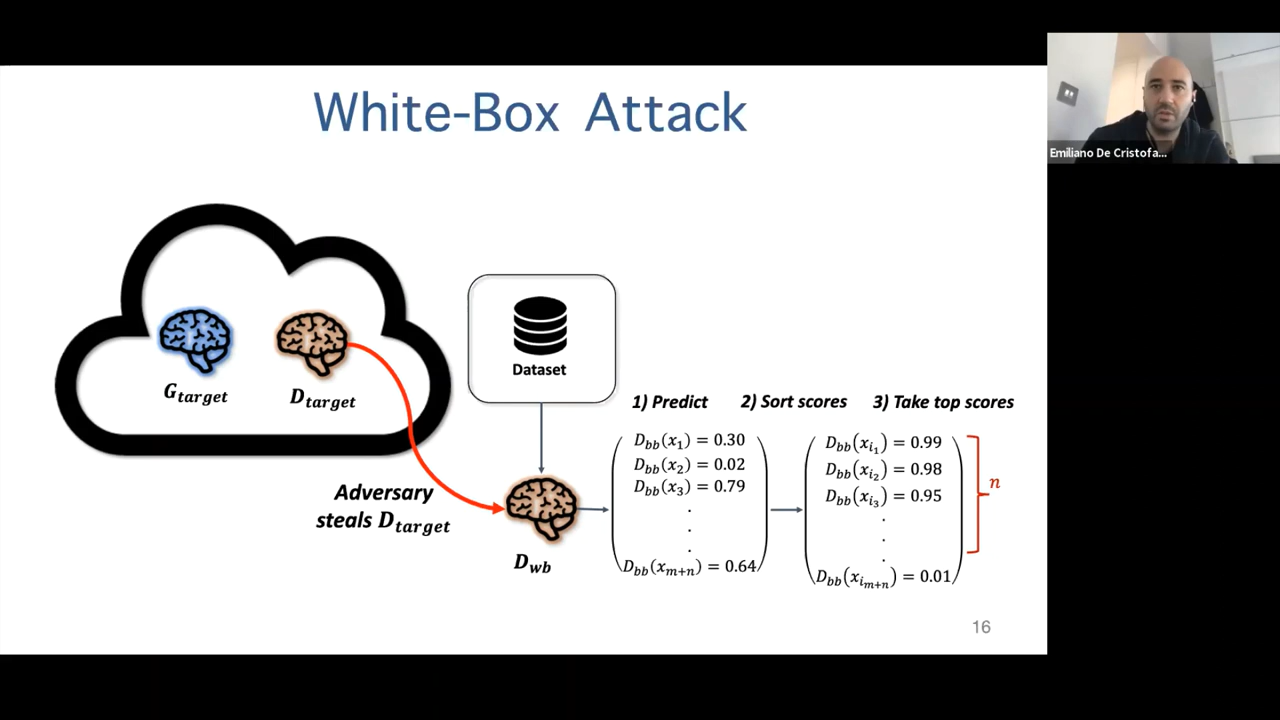 White-Box Attack
Emiliano De Cristofa...
G_target
D_target
Dataset
Adversary
steals D_target
D_wb
1) Predict
2) Sort scores
3) Take top scores
D_bb(x_1) = 0.30
D_bb(x_2) = 0.02
D_bb(x_3) = 0.79
.
.
.
D_bb(x_{m+n}) = 0.64
D_bb(x_{i_1}) = 0.99
D_bb(x_{i_2}) = 0.98
D_bb(x_{i_3}) = 0.95
.
.
.
D_bb(x_{i_{m+n}}) = 0.01
n
16